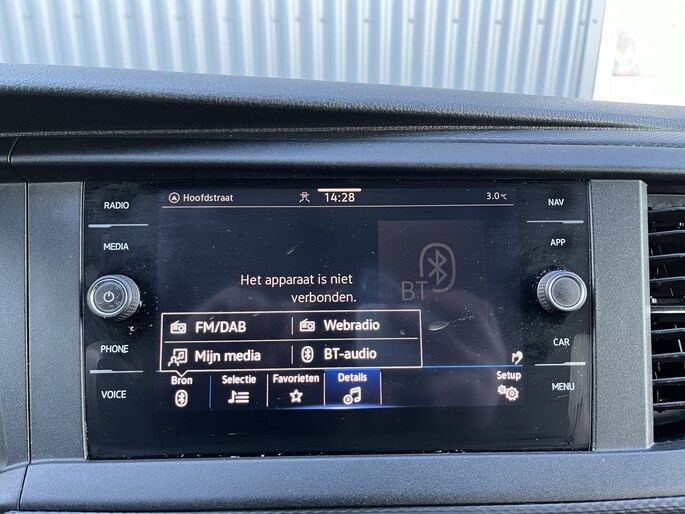 RADIO
MEDIA
PHONE
VOICE
Hoofdstraat
14:28
3.0 °C
BT
Het apparaat is niet
verbonden.
FM/DAB
Webradio
Mijn media
BT-audio
Bron
Selectie
Favorieten
Details
Setup
NAV
APP
CAR
MENU